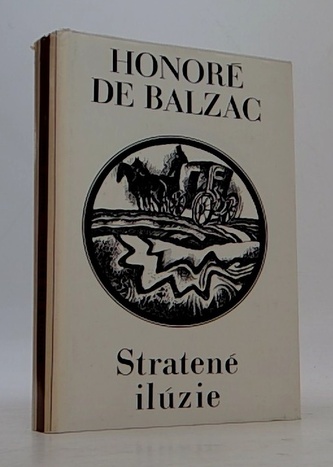 HONORÉ
DE BALZAC
Stratené
ilúzie